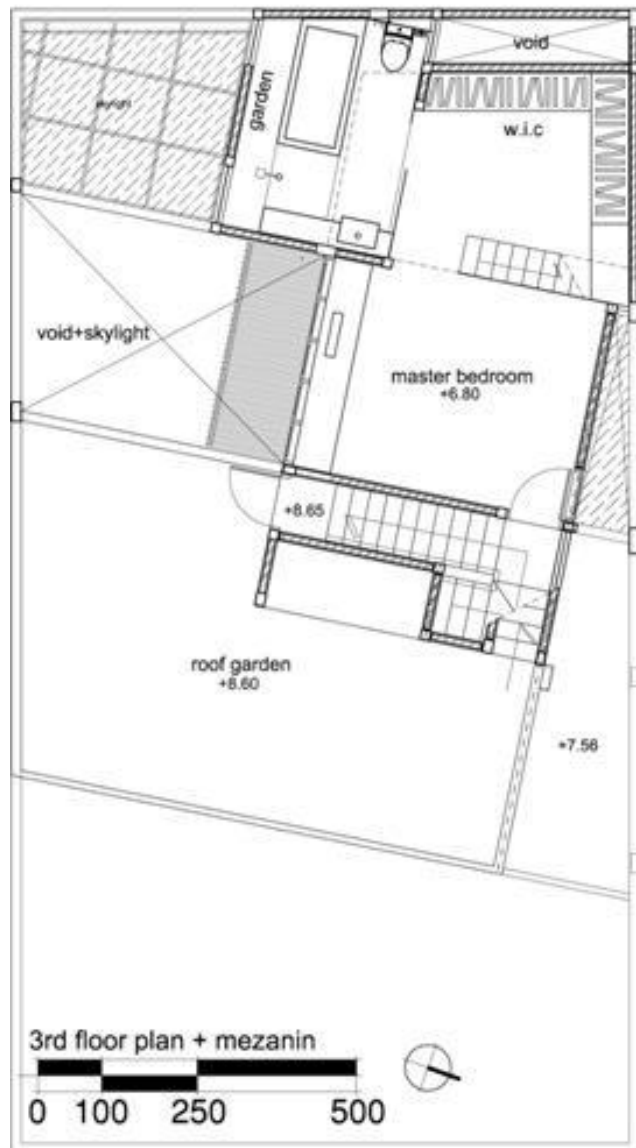 void
garden
skylight
w.i.c
void+skylight
master bedroom
+6.80
+8.65
roof garden
+8.60
+7.56
3rd floor plan + mezanin
0 100 250 500